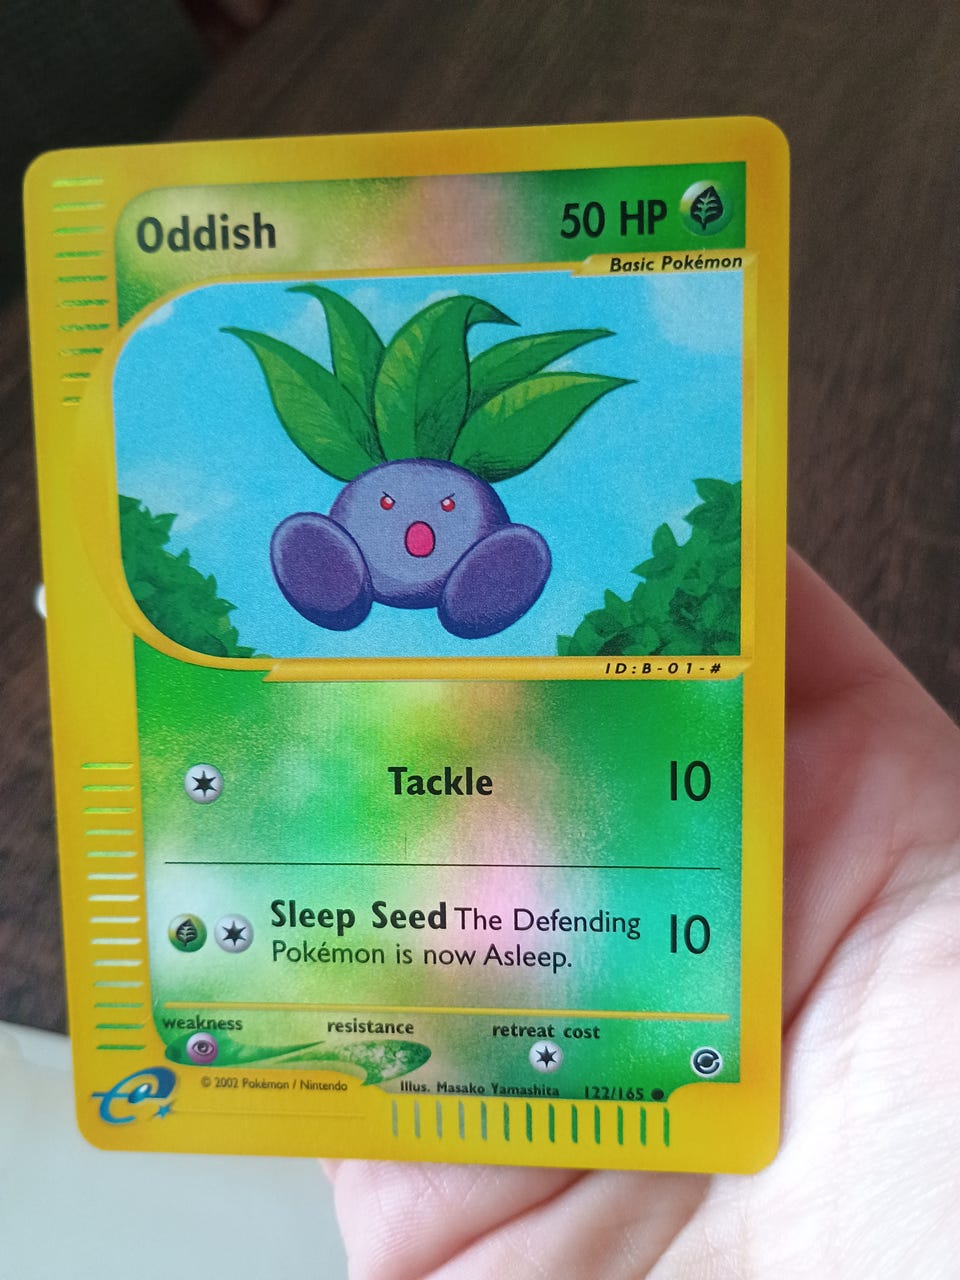 Oddish 50 HP
Basic Pokémon
ID:B-01-#
Tackle 10
Sleep Seed The Defending 10
Pokémon is now Asleep.
weakness resistance retreat cost
© 2002 Pokémon / Nintendo Illus. Masako Yamashita 122/165
e